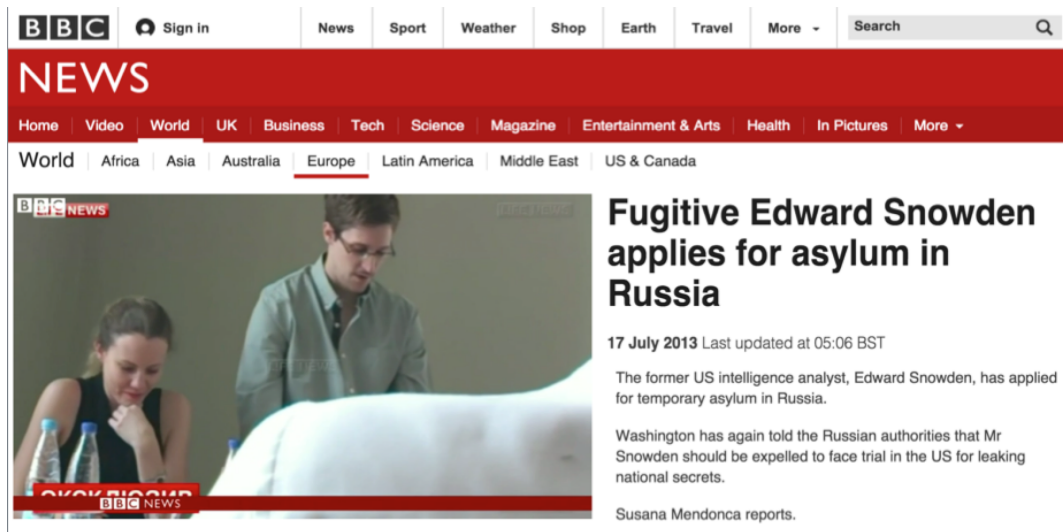 BBC Sign in News Sport Weather Shop Earth Travel More Search
NEWS
Home Video World UK Business Tech Science Magazine Entertainment & Arts Health In Pictures More
World Africa Asia Australia Europe Latin America Middle East US & Canada
BBC NEWS
BBC NEWS
Fugitive Edward Snowden
applies for asylum in
Russia
17 July 2013 Last updated at 05:06 BST
The former US intelligence analyst, Edward Snowden, has applied
for temporary asylum in Russia.
Washington has again told the Russian authorities that Mr
Snowden should be expelled to face trial in the US for leaking
national secrets.
Susana Mendonca reports.